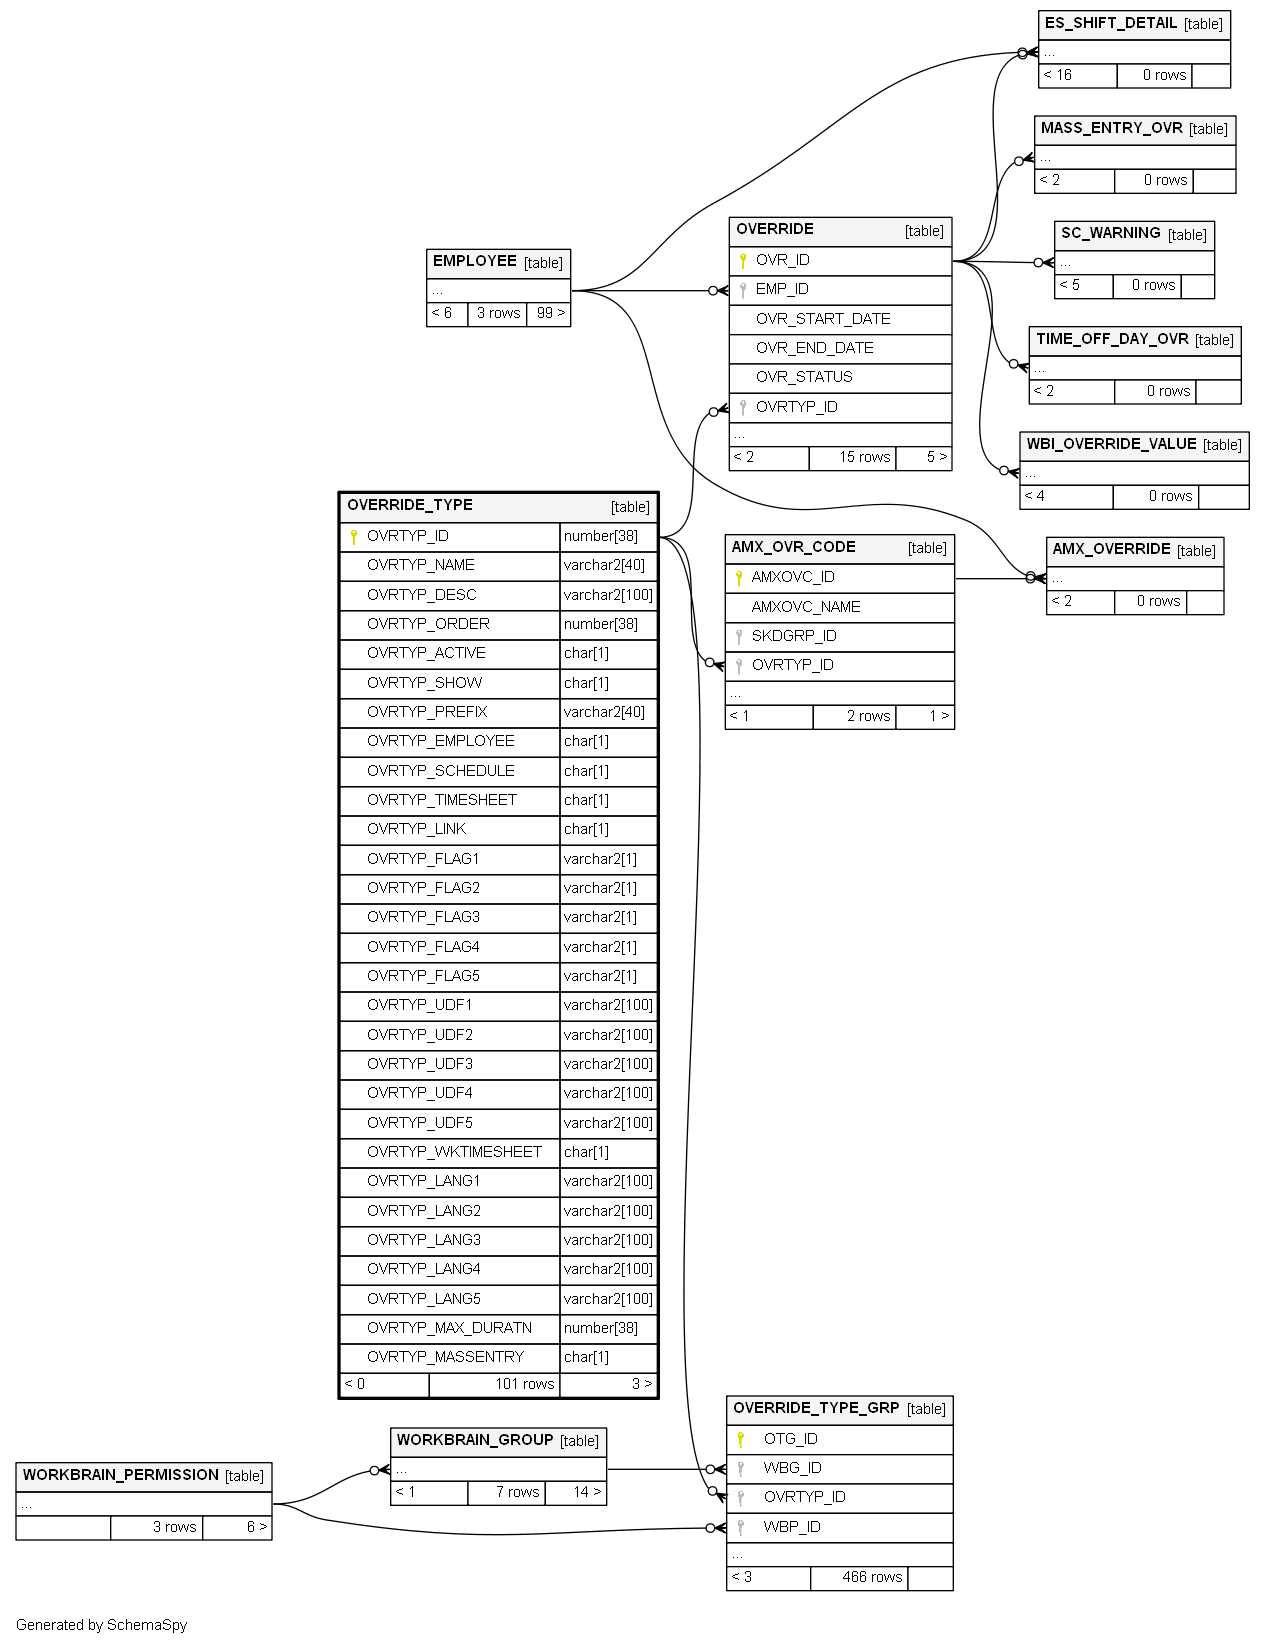 ES_SHIFT_DETAIL [table]
...
< 16 0 rows
MASS_ENTRY_OVR [table]
...
< 2 0 rows
SC_WARNING [table]
...
< 5 0 rows
TIME_OFF_DAY_OVR [table]
...
< 2 0 rows
WBI_OVERRIDE_VALUE [table]
...
< 4 0 rows
AMX_OVERRIDE [table]
...
< 2 0 rows
OVERRIDE [table]
OVR_ID
EMP_ID
OVR_START_DATE
OVR_END_DATE
OVR_STATUS
OVRTYP_ID
...
< 2 15 rows 5 >
EMPLOYEE [table]
...
< 6 3 rows 99 >
AMX_OVR_CODE [table]
AMXOVC_ID
AMXOVC_NAME
SKDGRP_ID
OVRTYP_ID
...
< 1 2 rows 1 >
OVERRIDE_TYPE [table]
OVRTYP_ID number[38]
OVRTYP_NAME varchar2[40]
OVRTYP_DESC varchar2[100]
OVRTYP_ORDER number[38]
OVRTYP_ACTIVE char[1]
OVRTYP_SHOW char[1]
OVRTYP_PREFIX varchar2[40]
OVRTYP_EMPLOYEE char[1]
OVRTYP_SCHEDULE char[1]
OVRTYP_TIMESHEET char[1]
OVRTYP_LINK char[1]
OVRTYP_FLAG1 varchar2[1]
OVRTYP_FLAG2 varchar2[1]
OVRTYP_FLAG3 varchar2[1]
OVRTYP_FLAG4 varchar2[1]
OVRTYP_FLAG5 varchar2[1]
OVRTYP_UDF1 varchar2[100]
OVRTYP_UDF2 varchar2[100]
OVRTYP_UDF3 varchar2[100]
OVRTYP_UDF4 varchar2[100]
OVRTYP_UDF5 varchar2[100]
OVRTYP_WKTIMESHEET char[1]
OVRTYP_LANG1 varchar2[100]
OVRTYP_LANG2 varchar2[100]
OVRTYP_LANG3 varchar2[100]
OVRTYP_LANG4 varchar2[100]
OVRTYP_LANG5 varchar2[100]
OVRTYP_MAX_DURATN number[38]
OVRTYP_MASSENTRY char[1]
< 0 101 rows 3 >
OVERRIDE_TYPE_GRP [table]
OTG_ID
WBG_ID
OVRTYP_ID
WBP_ID
...
< 3 466 rows
WORKBRAIN_GROUP [table]
...
< 1 7 rows 14 >
WORKBRAIN_PERMISSION [table]
...
3 rows 6 >
Generated by SchemaSpy